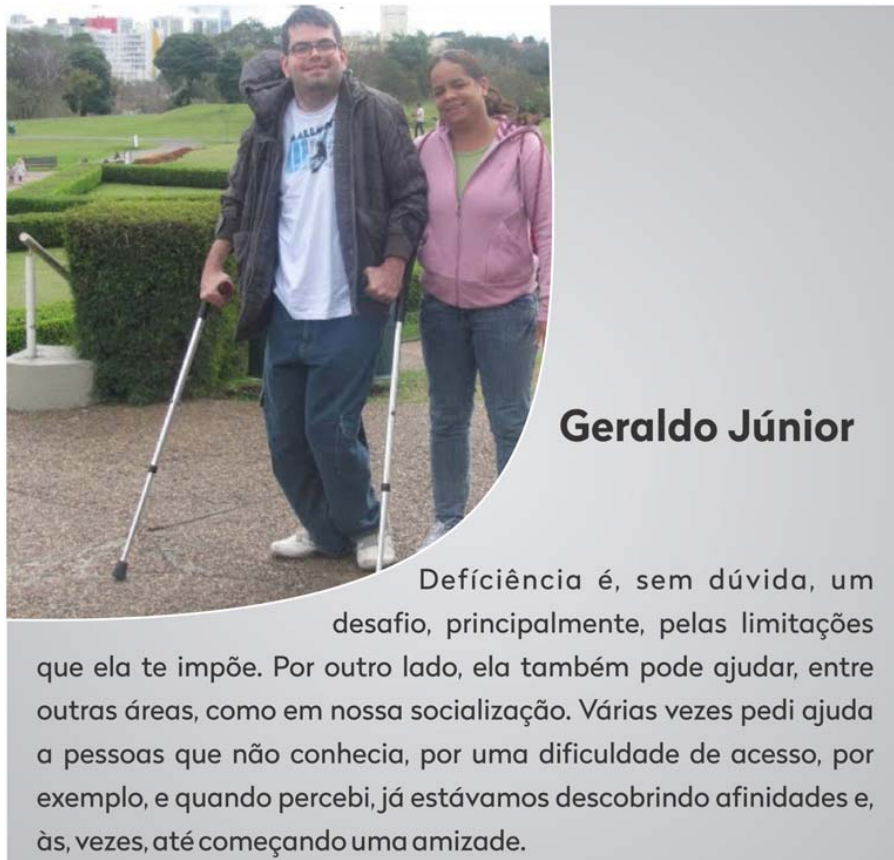 Geraldo Júnior
Defíciência é, sem dúvida, um
desafio, principalmente, pelas limitações
que ela te impõe. Por outro lado, ela também pode ajudar, entre
outras áreas, como em nossa socialização. Várias vezes pedi ajuda
a pessoas que não conhecia, por uma dificuldade de acesso, por
exemplo, e quando percebi, já estávamos descobrindo afinidades e,
às, vezes, até começando uma amizade.